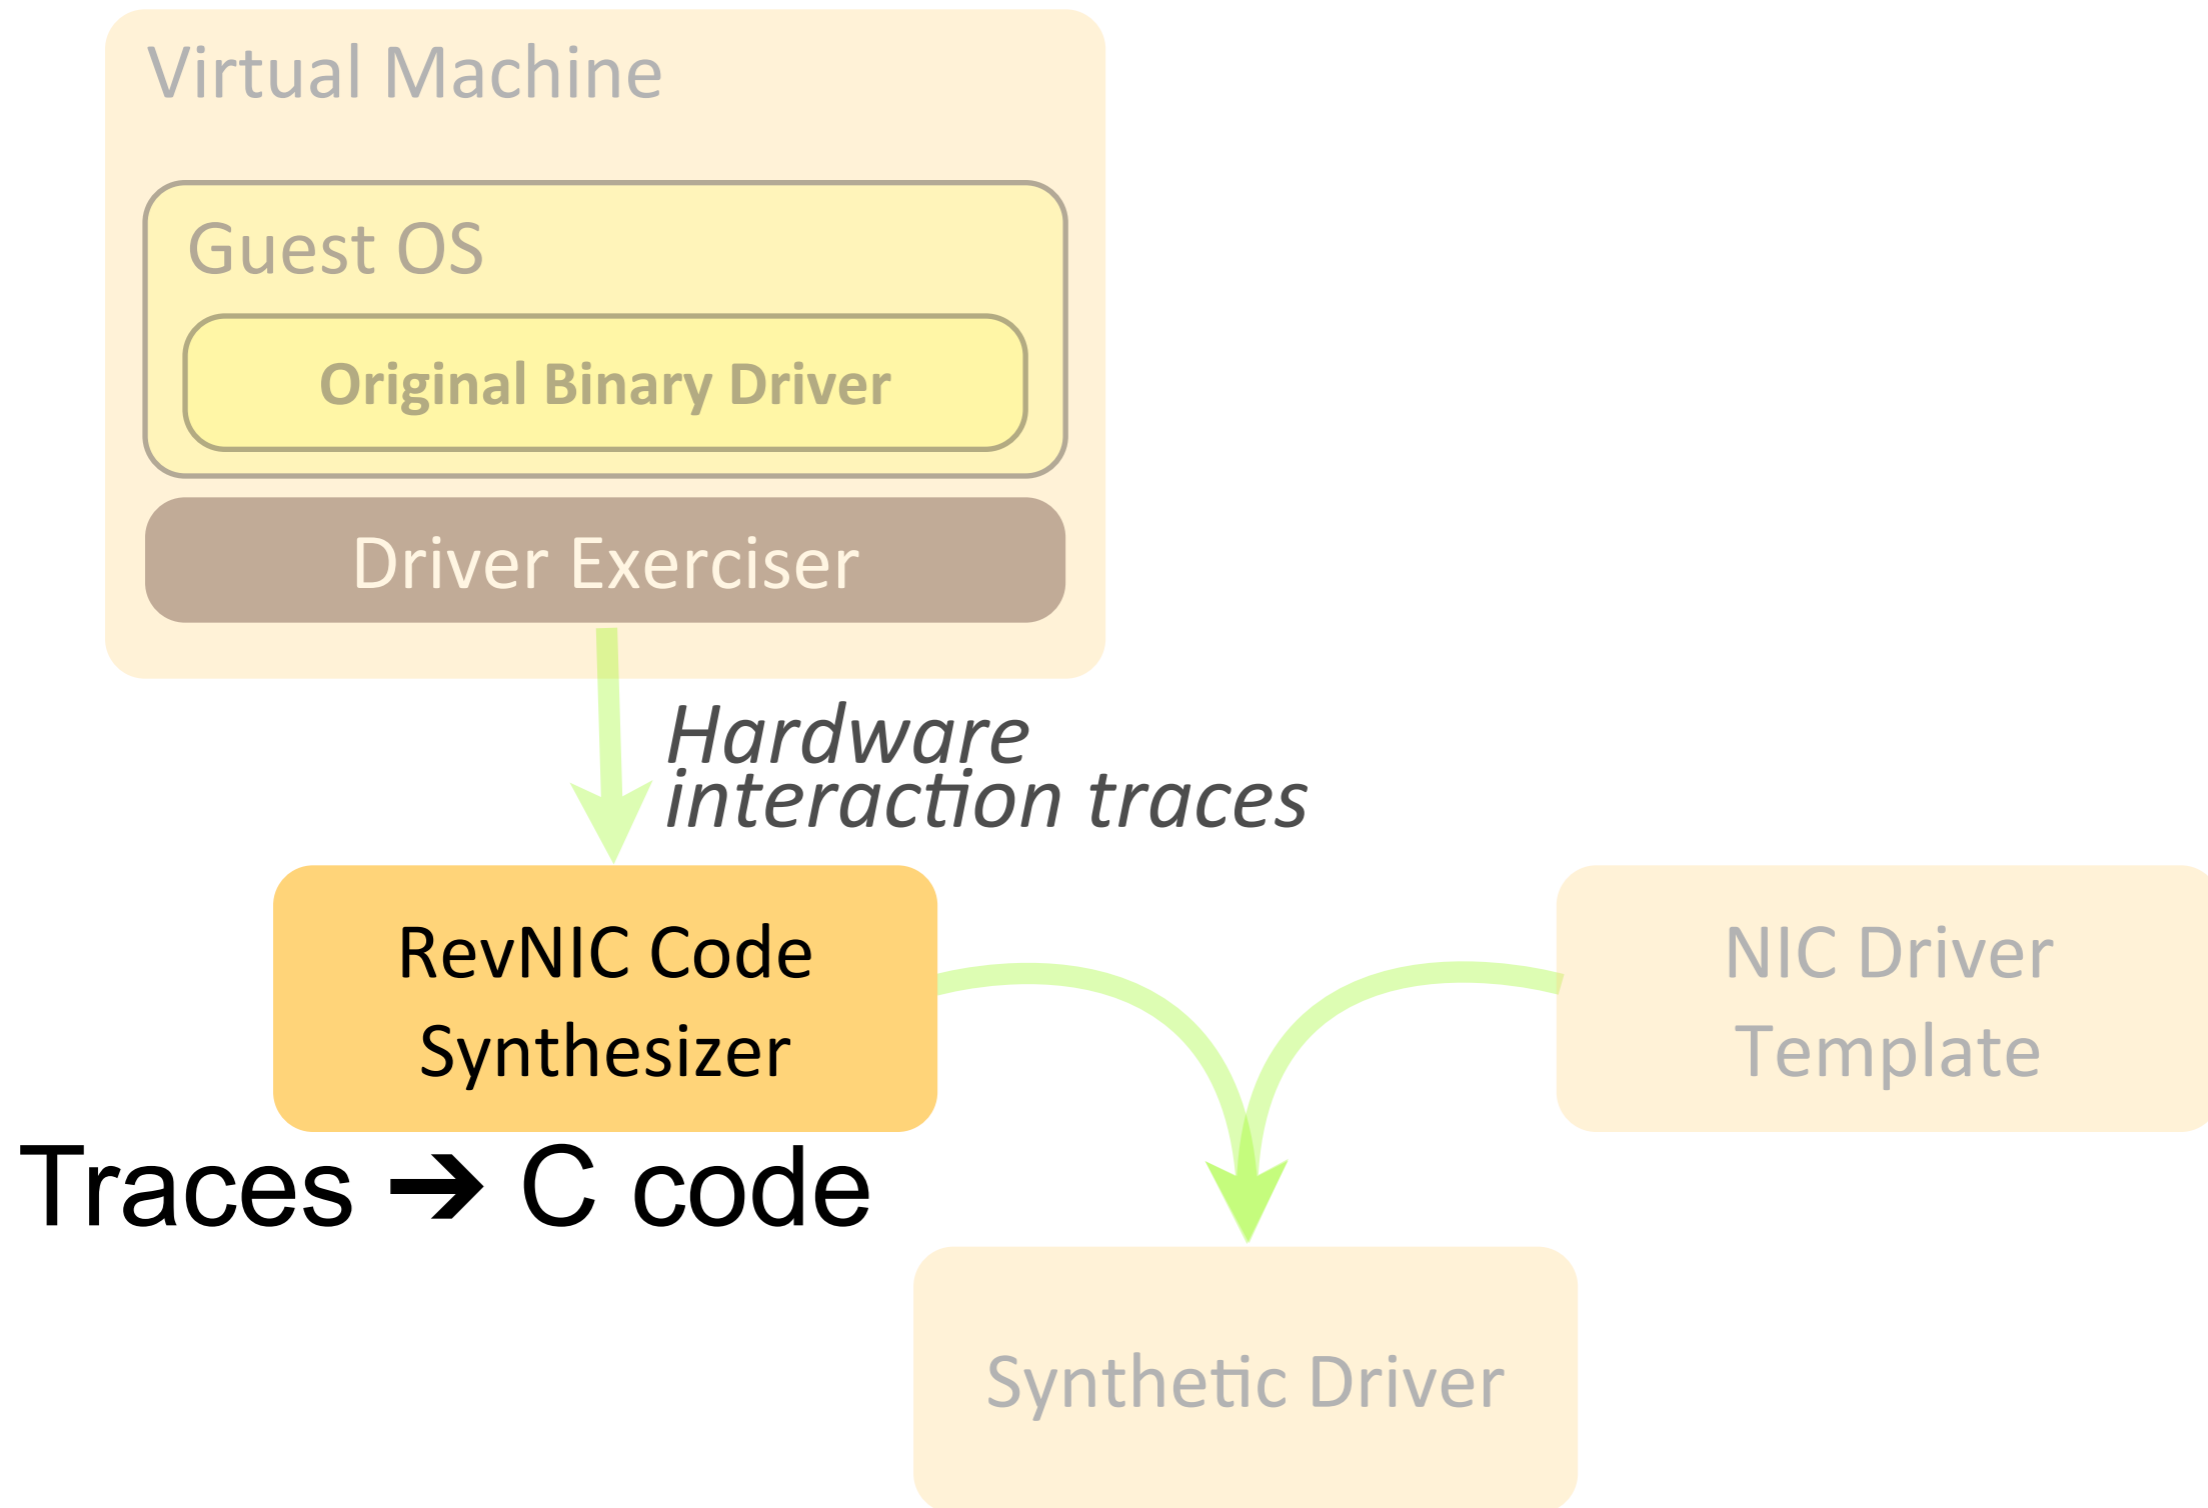 Virtual Machine
Guest OS
Original Binary Driver
Driver Exerciser
Hardware
interaction traces
RevNIC Code
Synthesizer
NIC Driver
Template
Traces ➔ C code
Synthetic Driver